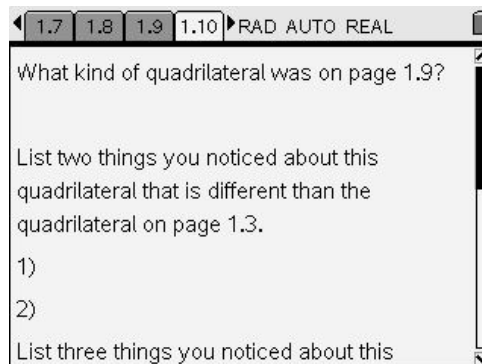 1.7 1.8 1.9 1.10 RAD AUTO REAL
What kind of quadrilateral was on page 1.9?
List two things you noticed about this
quadrilateral that is different than the
quadrilateral on page 1.3.
1)
2)
List three things you noticed about this